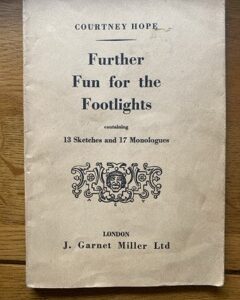 COURTNEY HOPE
Further
Fun for the
Footlights
containing
13 Sketches and 17 Monologues
LONDON
J. Garnet Miller Ltd